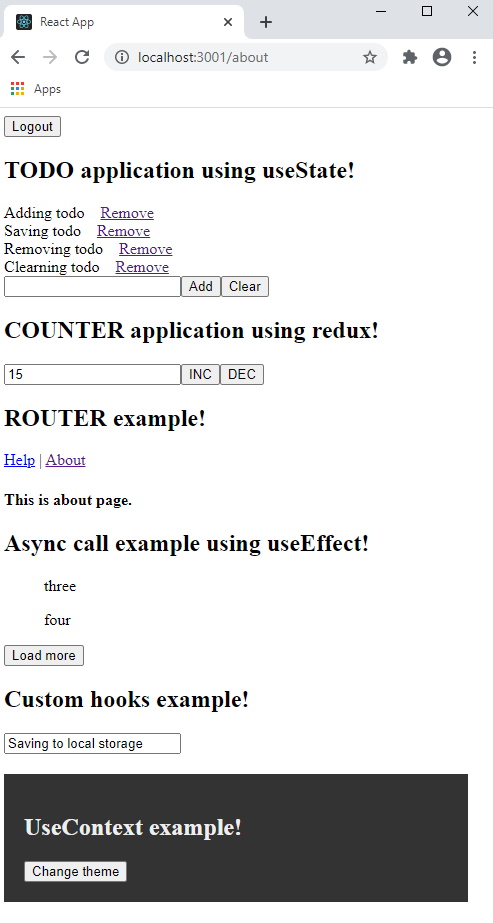 React App
localhost:3001/about
Apps
Logout
TODO application using useState!
Adding todo Remove
Saving todo Remove
Removing todo Remove
Clearning todo Remove
Add Clear
COUNTER application using redux!
15 INC DEC
ROUTER example!
Help | About
This is about page.
Async call example using useEffect!
three
four
Load more
Custom hooks example!
Saving to local storage
UseContext example!
Change theme